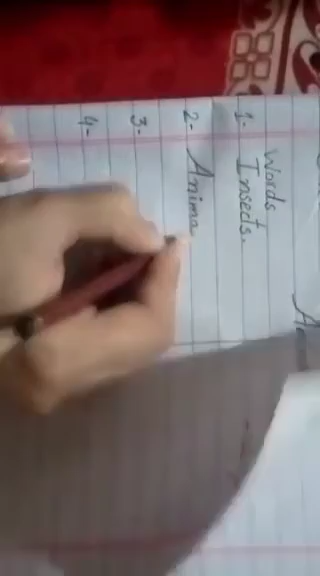 Words
1- Insects.
2- Anima
3-
4-